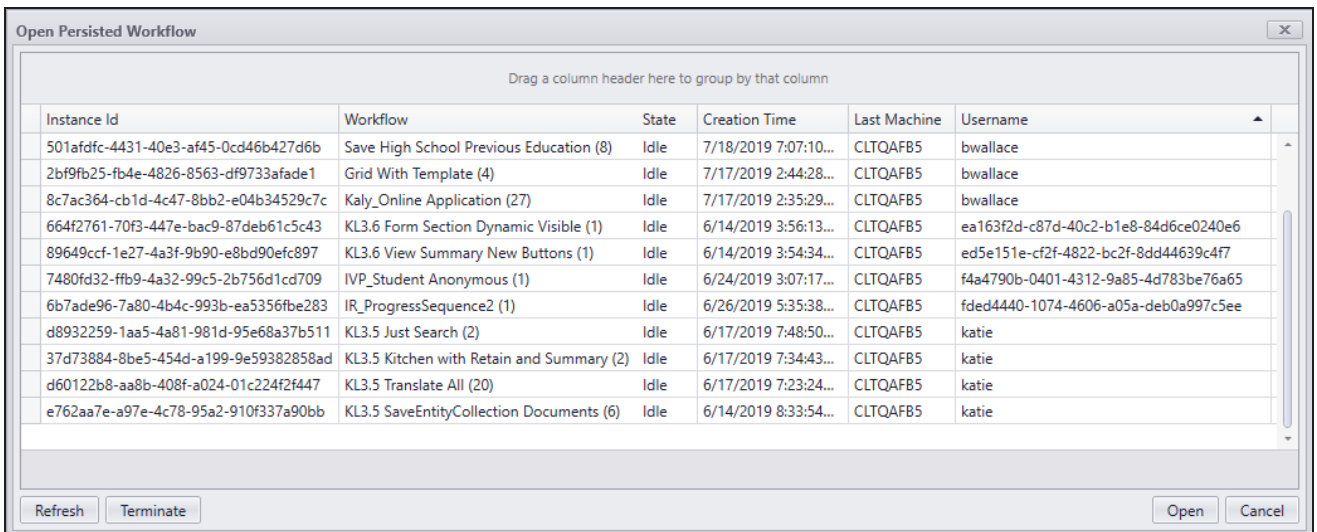 Open Persisted Workflow
Drag a column header here to group by that column
Instance Id Workflow State Creation Time Last Machine Username
501afdfc-4431-40e3-af45-0cd46b427d6b Save High School Previous Education (8) Idle 7/18/2019 7:07:10... CLTQAFB5 bwallace
2bf9fb25-fb4e-4826-8563-df9733afade1 Grid With Template (4) Idle 7/17/2019 2:44:28... CLTQAFB5 bwallace
8c7ac364-cb1d-4c47-8bb2-e04b34529c7c Kaly_Online Application (27) Idle 7/17/2019 2:35:29... CLTQAFB5 bwallace
664f2761-70f3-447e-bac9-87deb61c5c43 KL3.6 Form Section Dynamic Visible (1) Idle 6/14/2019 3:56:13... CLTQAFB5 ea163f2d-c87d-40c2-b1e8-84d6ce0240e6
89649ccf-1e27-4a3f-9b90-e8bd90efc897 KL3.6 View Summary New Buttons (1) Idle 6/14/2019 3:54:34... CLTQAFB5 ed5e151e-cf2f-4822-bc2f-8dd44639c4f7
7480fd32-ffb9-4a32-99c5-2b756d1cd709 IVP_Student Anonymous (1) Idle 6/24/2019 3:07:17... CLTQAFB5 f4a4790b-0401-4312-9a85-4d783be76a65
6b7ade96-7a80-4b4c-993b-ea5356fbe283 IR_ProgressSequence2 (1) Idle 6/26/2019 5:35:38... CLTQAFB5 fded4440-1074-4606-a05a-deb0a997c5ee
d8932259-1aa5-4a81-981d-95e68a37b511 KL3.5 Just Search (2) Idle 6/17/2019 7:48:50... CLTQAFB5 katie
37d73884-8be5-454d-a199-9e59382858ad KL3.5 Kitchen with Retain and Summary (2) Idle 6/17/2019 7:34:43... CLTQAFB5 katie
d60122b8-aa8b-408f-a024-01c224f2f447 KL3.5 Translate All (20) Idle 6/17/2019 7:23:24... CLTQAFB5 katie
e762aa7e-a97e-4c78-95a2-910f337a90bb KL3.5 SaveEntityCollection Documents (6) Idle 6/14/2019 8:33:54... CLTQAFB5 katie
Refresh Terminate Open Cancel